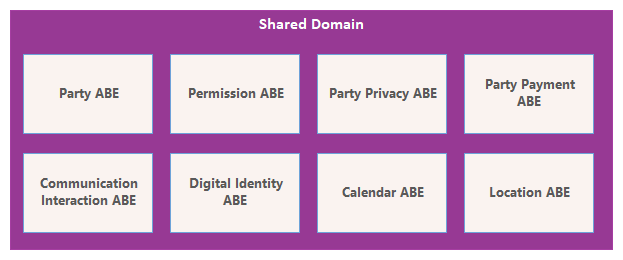 Shared Domain
Party ABE
Permission ABE
Party Privacy ABE
Party Payment
ABE
Communication
Interaction ABE
Digital Identity
ABE
Calendar ABE
Location ABE